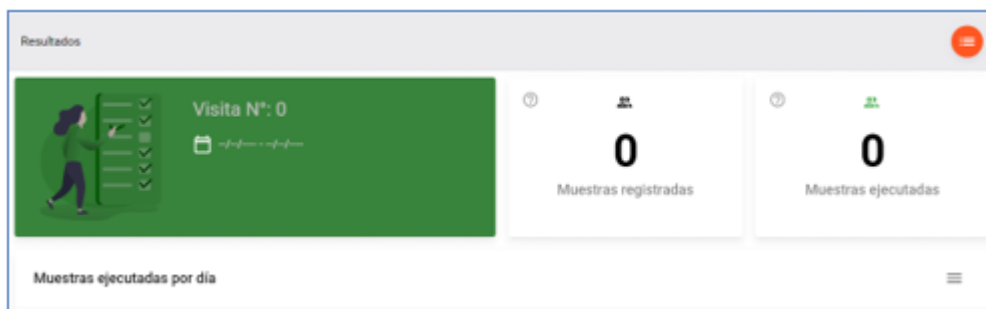 Resultados
Visita N°: 0
--/--/---- - --/--/----
0
Muestras registradas
0
Muestras ejecutadas
Muestras ejecutadas por día